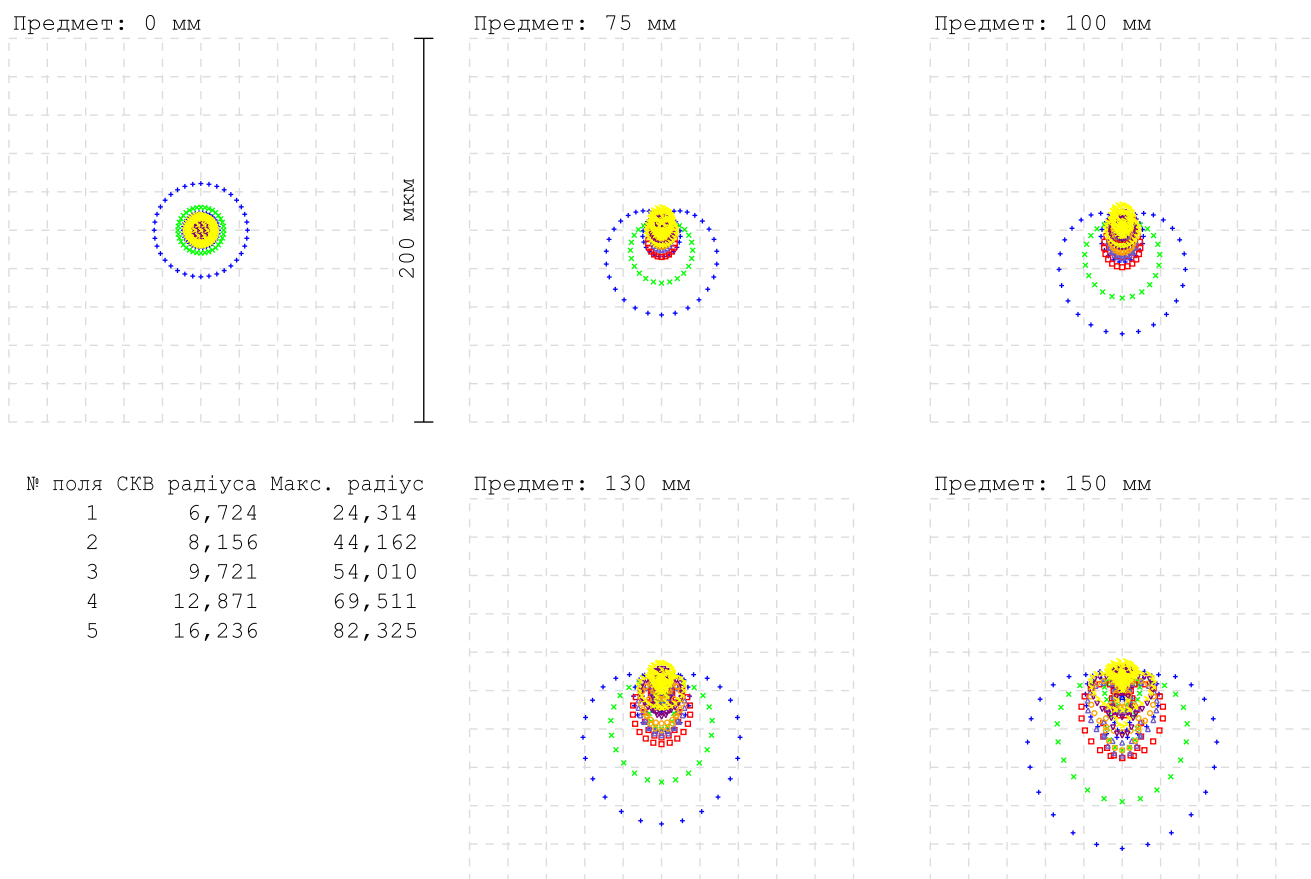 Предмет: 0 мм
Предмет: 75 мм
Предмет: 100 мм
200 мкм
№ поля СКВ радіуса Макс. радіус
1 6,724 24,314
2 8,156 44,162
3 9,721 54,010
4 12,871 69,511
5 16,236 82,325
Предмет: 130 мм
Предмет: 150 мм